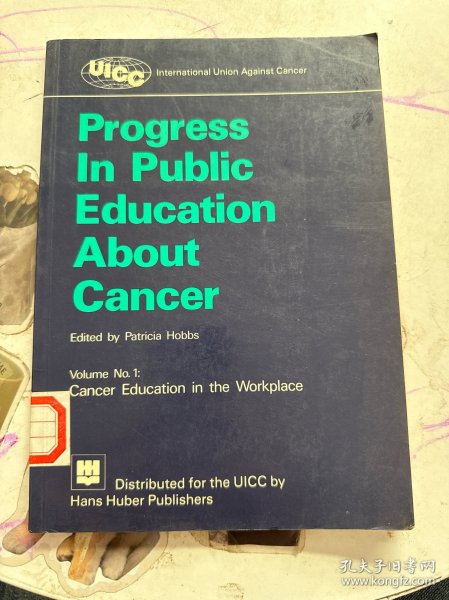 UICC
International Union Against Cancer
Progress
In Public
Education
About
Cancer
Edited by Patricia Hobbs
Volume No. 1:
Cancer Education in the Workplace
Distributed for the UICC by
Hans Huber Publishers
孔夫子旧书网
www.kongfz.com